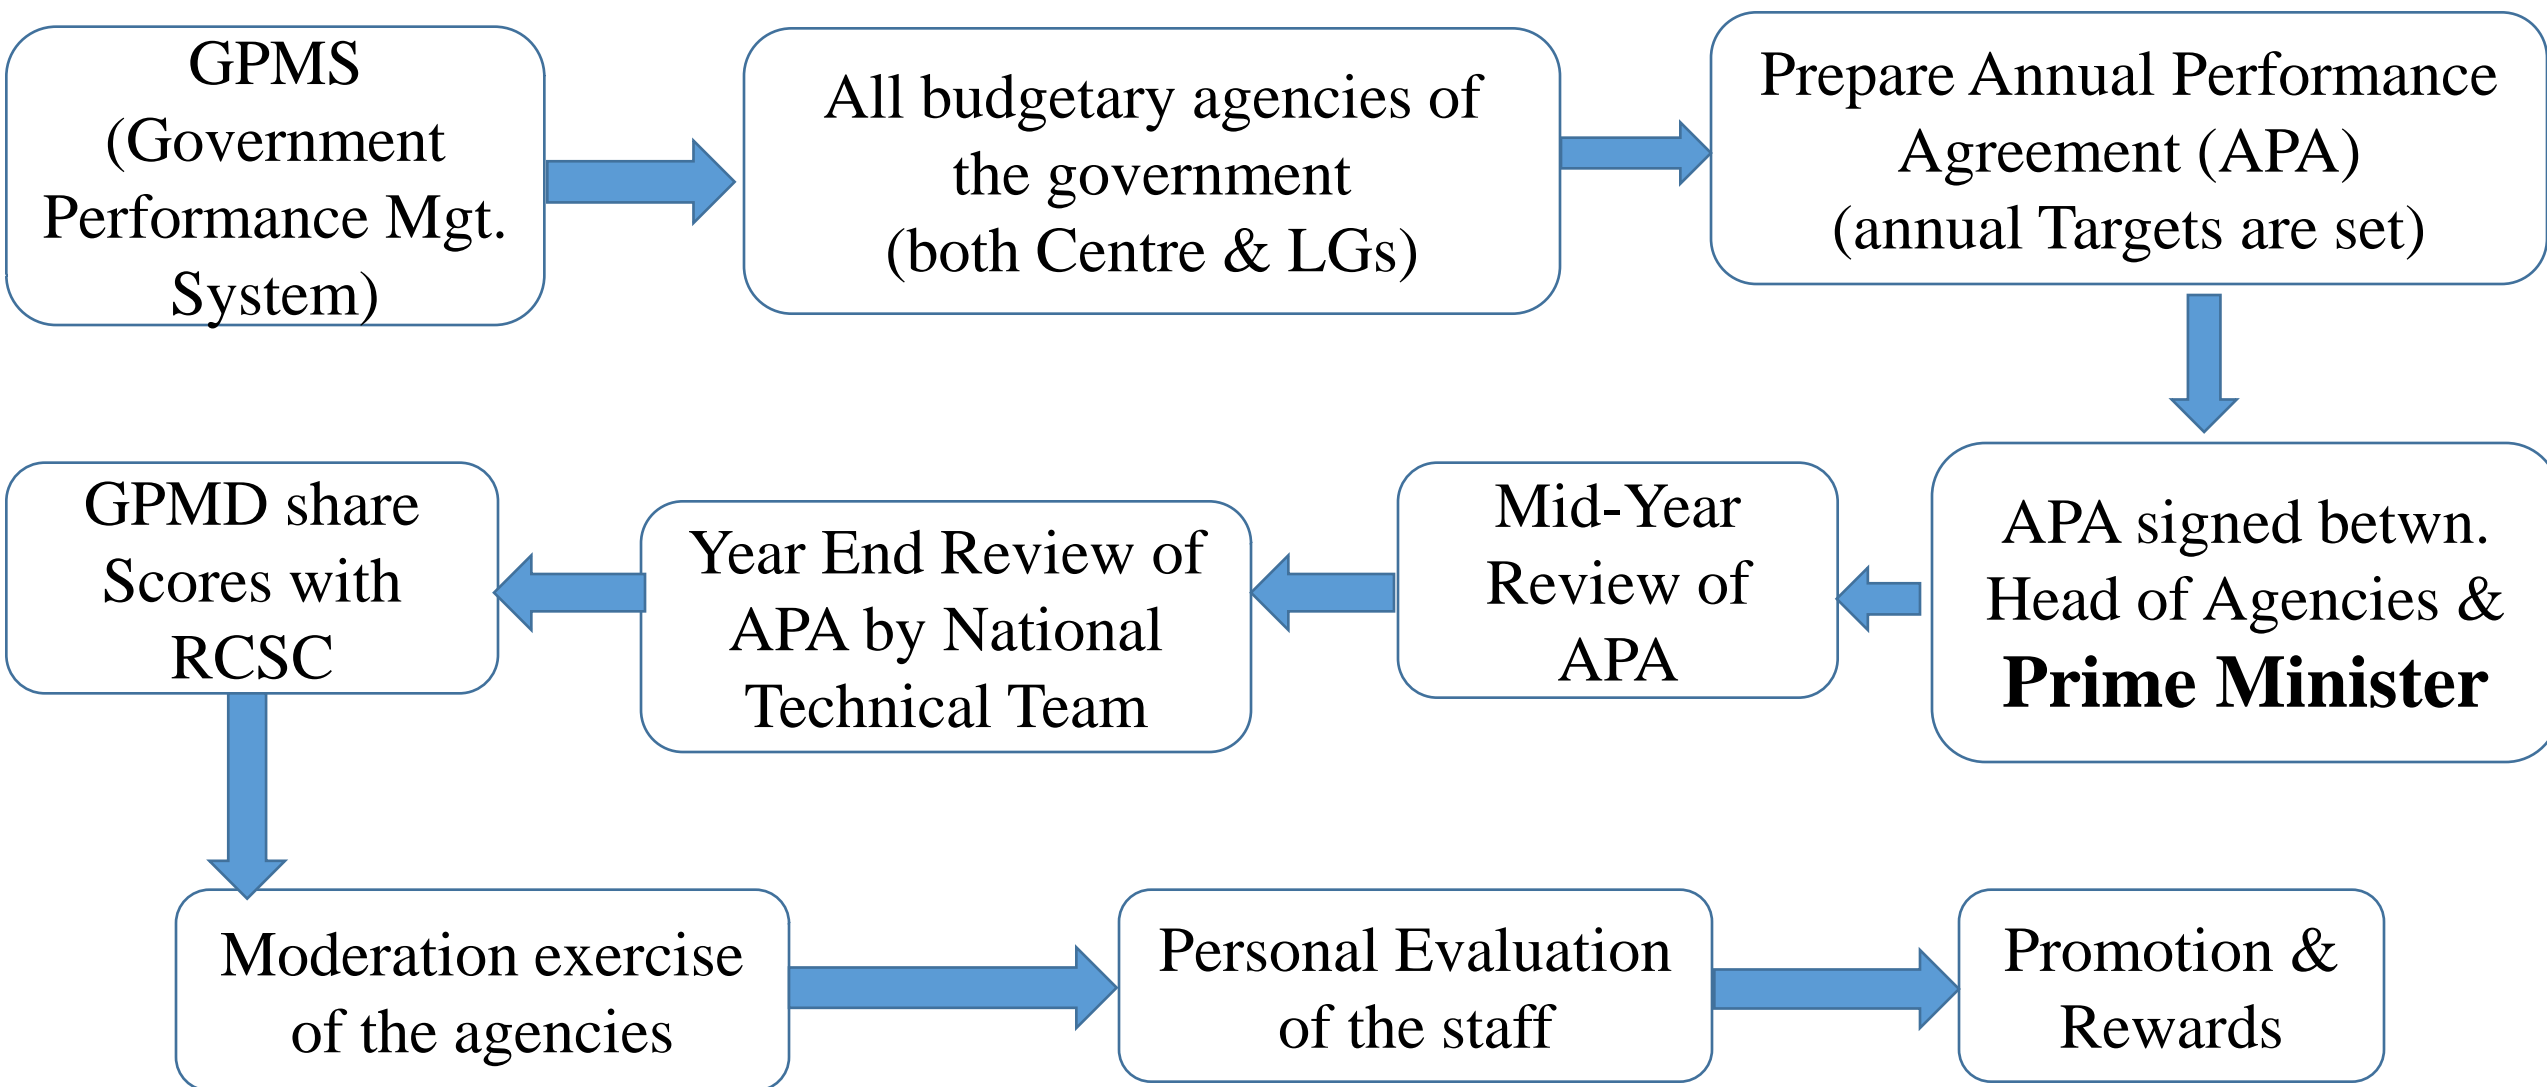 GPMS
(Government
Performance Mgt.
System)
All budgetary agencies of
the government
(both Centre & LGs)
Prepare Annual Performance
Agreement (APA)
(annual Targets are set)
APA signed betwn.
Head of Agencies &
Prime Minister
Mid-Year
Review of
APA
Year End Review of
APA by National
Technical Team
GPMD share
Scores with
RCSC
Moderation exercise
of the agencies
Personal Evaluation
of the staff
Promotion &
Rewards